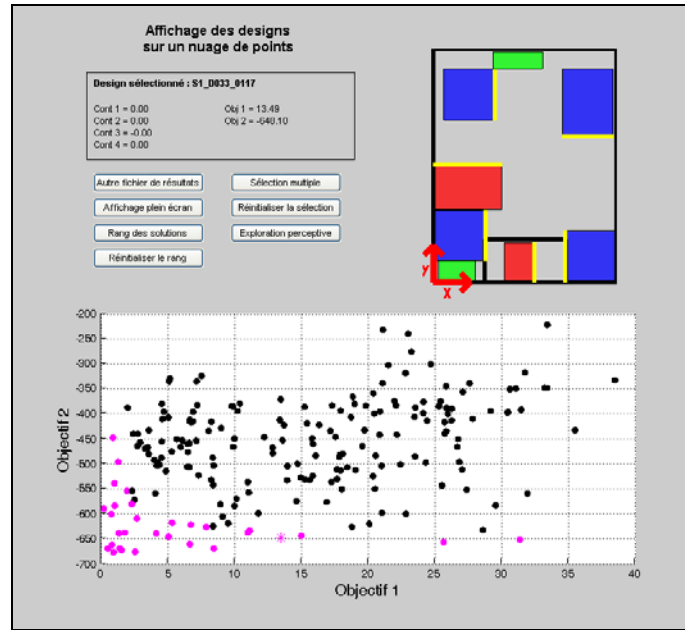 Affichage des designs
sur un nuage de points
Design sélectionné : S1_D033_0117
Cont 1 = 0.00 Obj 1 = 13.49
Cont 2 = 0.00 Obj 2 = -648.10
Cont 3 = -0.00
Cont 4 = 0.00
Autre fichier de résultats Sélection multiple
Affichage plein écran Réinitialiser la sélection
Rang des solutions Exploration perceptive
Réinitialiser le rang
y
x
-200
-250
-300
-350
-400
-450
-500
-550
-600
-650
-700
Objectif 2
0 5 10 15 20 25 30 35 40
Objectif 1